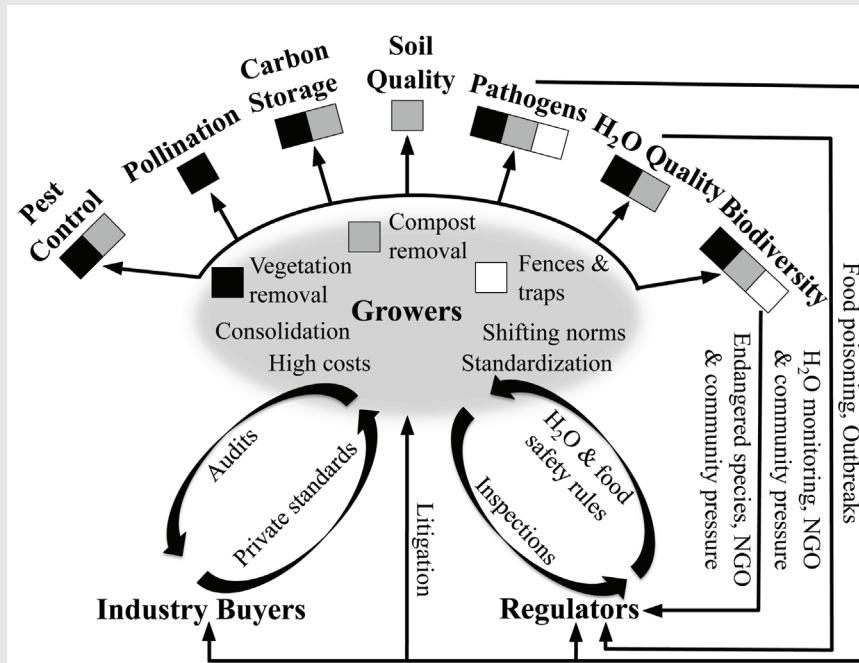 Soil
Quality
Carbon
Storage
Pathogens
Pollination
H₂O Quality
Pest
Control
Biodiversity
Compost
removal
Vegetation
removal
Fences &
traps
Growers
Consolidation
High costs
Shifting norms
Standardization
Audits
Private standards
Litigation
H₂O & food
safety rules
Inspections
Endangered species, NGO
& community pressure
H₂O monitoring, NGO
& community pressure
Food poisoning, Outbreaks
Industry Buyers
Regulators